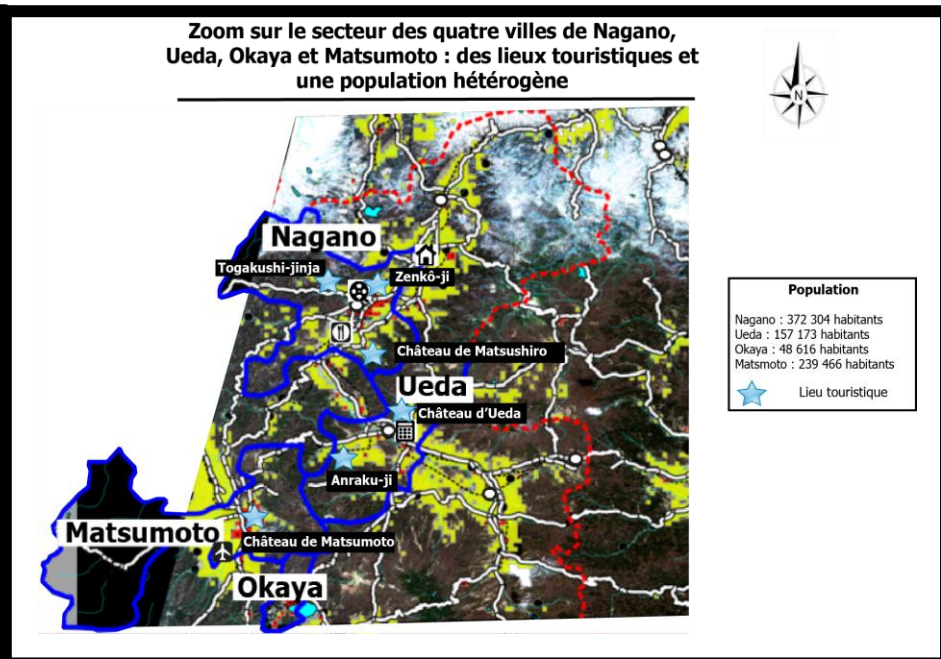 Zoom sur le secteur des quatre villes de Nagano,
Ueda, Okaya et Matsumoto : des lieux touristiques et
une population hétérogène
N
Nagano
Togakushi-jinja
Zenkô-ji
Château de Matsushiro
Ueda
Château d'Ueda
Anraku-ji
Matsumoto
Château de Matsumoto
Okaya
Population
Nagano : 372 304 habitants
Ueda : 157 173 habitants
Okaya : 48 616 habitants
Matsmoto : 239 466 habitants
Lieu touristique